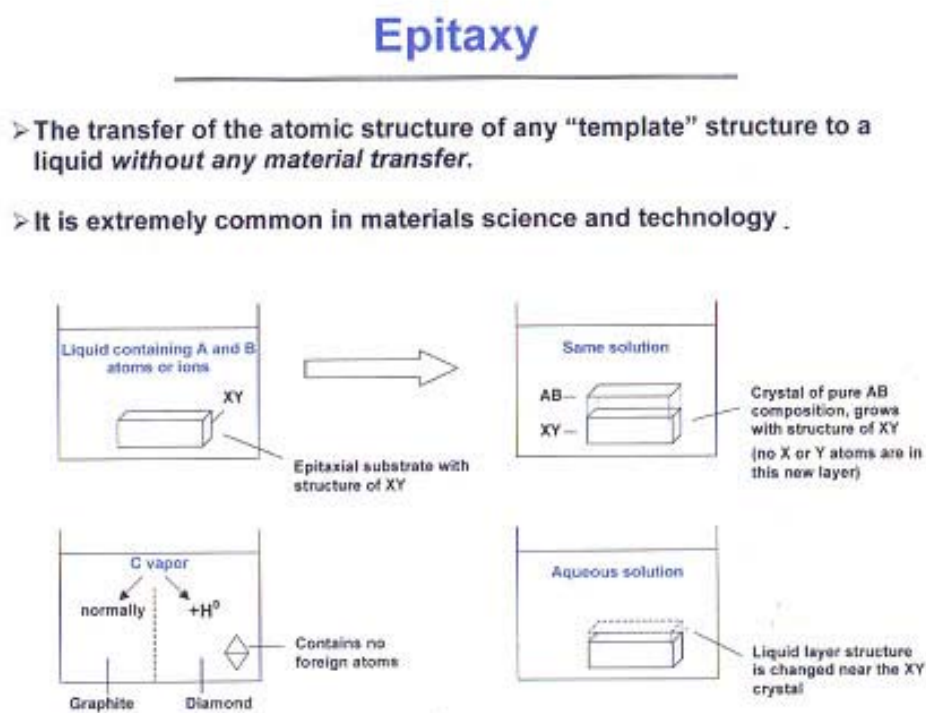 Epitaxy
➢ The transfer of the atomic structure of any “template” structure to a
liquid without any material transfer.
➢ It is extremely common in materials science and technology .
Liquid containing A and B
atoms or ions
XY
Epitaxial substrate with
structure of XY
Same solution
AB
XY
Crystal of pure AB
composition, grows
with structure of XY
(no X or Y atoms are in
this new layer)
C vapor
normally
+H⁰
Contains no
foreign atoms
Graphite
Diamond
Aqueous solution
Liquid layer structure
is changed near the XY
crystal